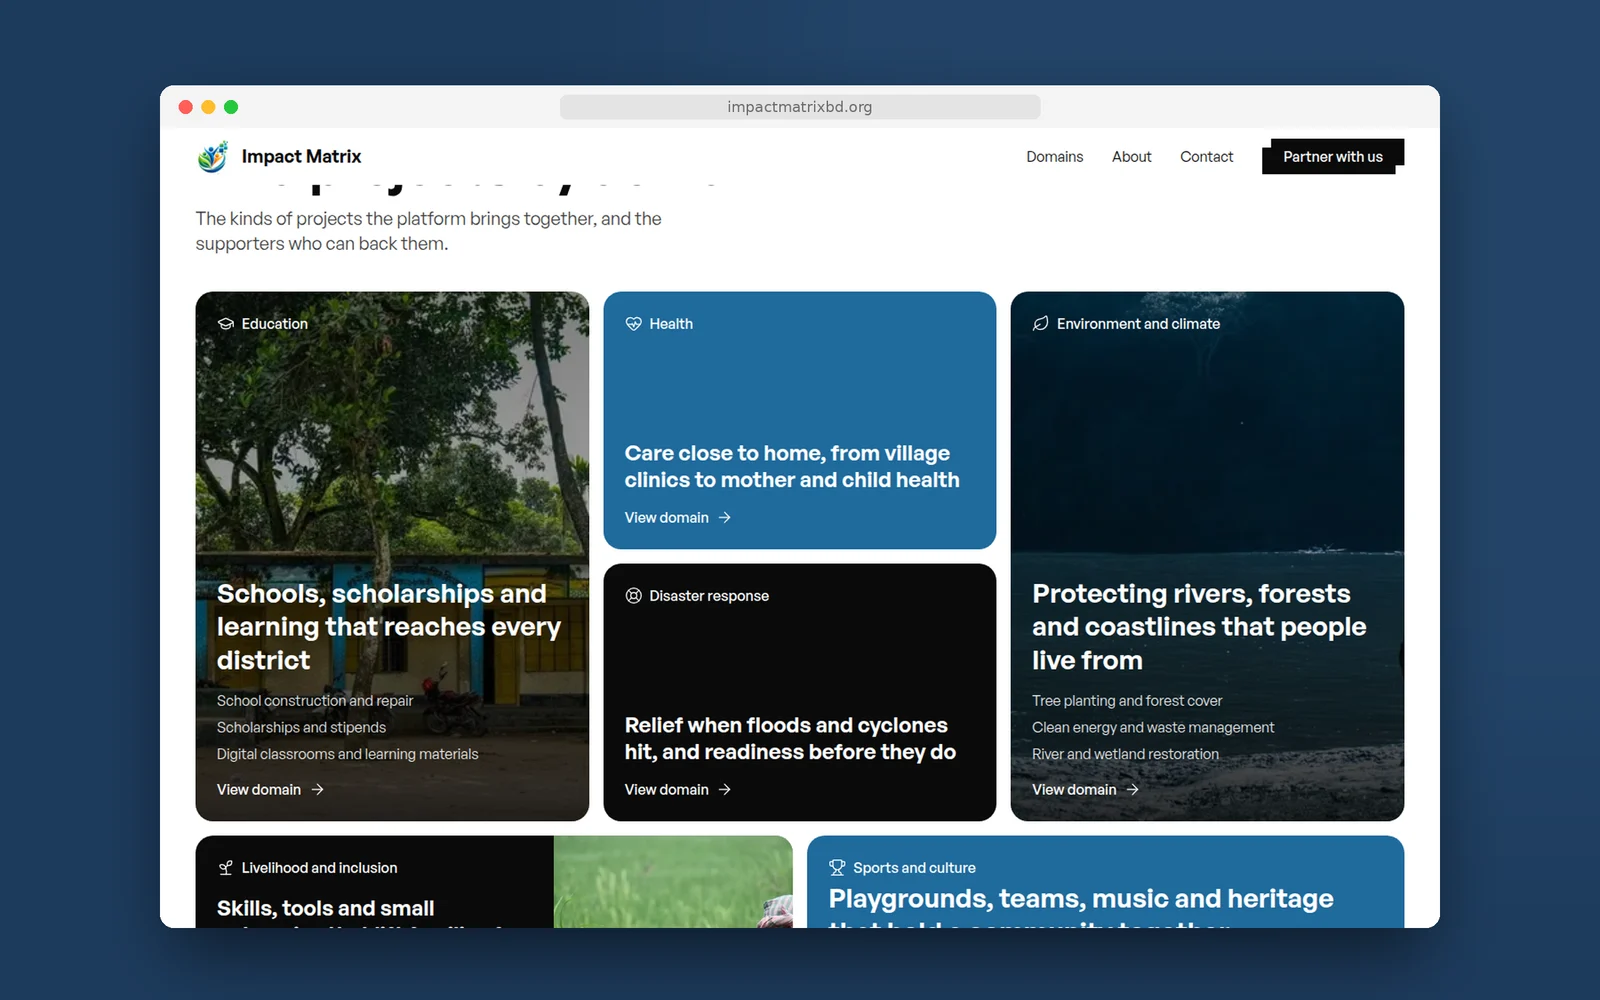 impactmatrixbd.org
Impact Matrix
Domains
About
Contact
Partner with us
The kinds of projects the platform brings together, and the
supporters who can back them.
Education
Schools, scholarships and
learning that reaches every
district
School construction and repair
Scholarships and stipends
Digital classrooms and learning materials
View domain
Health
Care close to home, from village
clinics to mother and child health
View domain
Disaster response
Relief when floods and cyclones
hit, and readiness before they do
View domain
Environment and climate
Protecting rivers, forests
and coastlines that people
live from
Tree planting and forest cover
Clean energy and waste management
River and wetland restoration
View domain
Livelihood and inclusion
Skills, tools and small
Sports and culture
Playgrounds, teams, music and heritage
that hold a community together